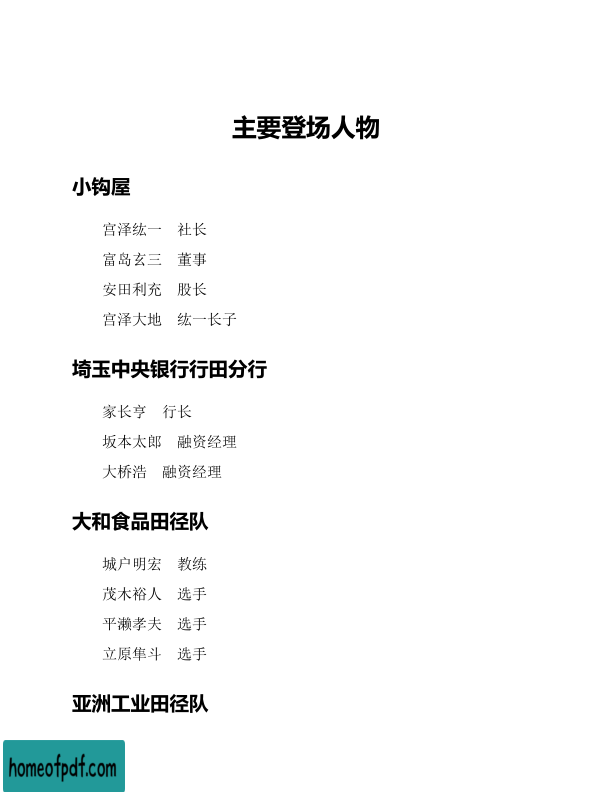 主要登场人物
小钩屋
宫泽纮一 社长
富岛玄三 董事
安田利充 股长
宫泽大地 纮一长子
埼玉中央银行行田分行
家长亨 行长
坂本太郎 融资经理
大桥浩 融资经理
大和食品田径队
城户明宏 教练
茂木裕人 选手
平濑孝夫 选手
立原隼斗 选手
亚洲工业田径队
homeofpdf.com